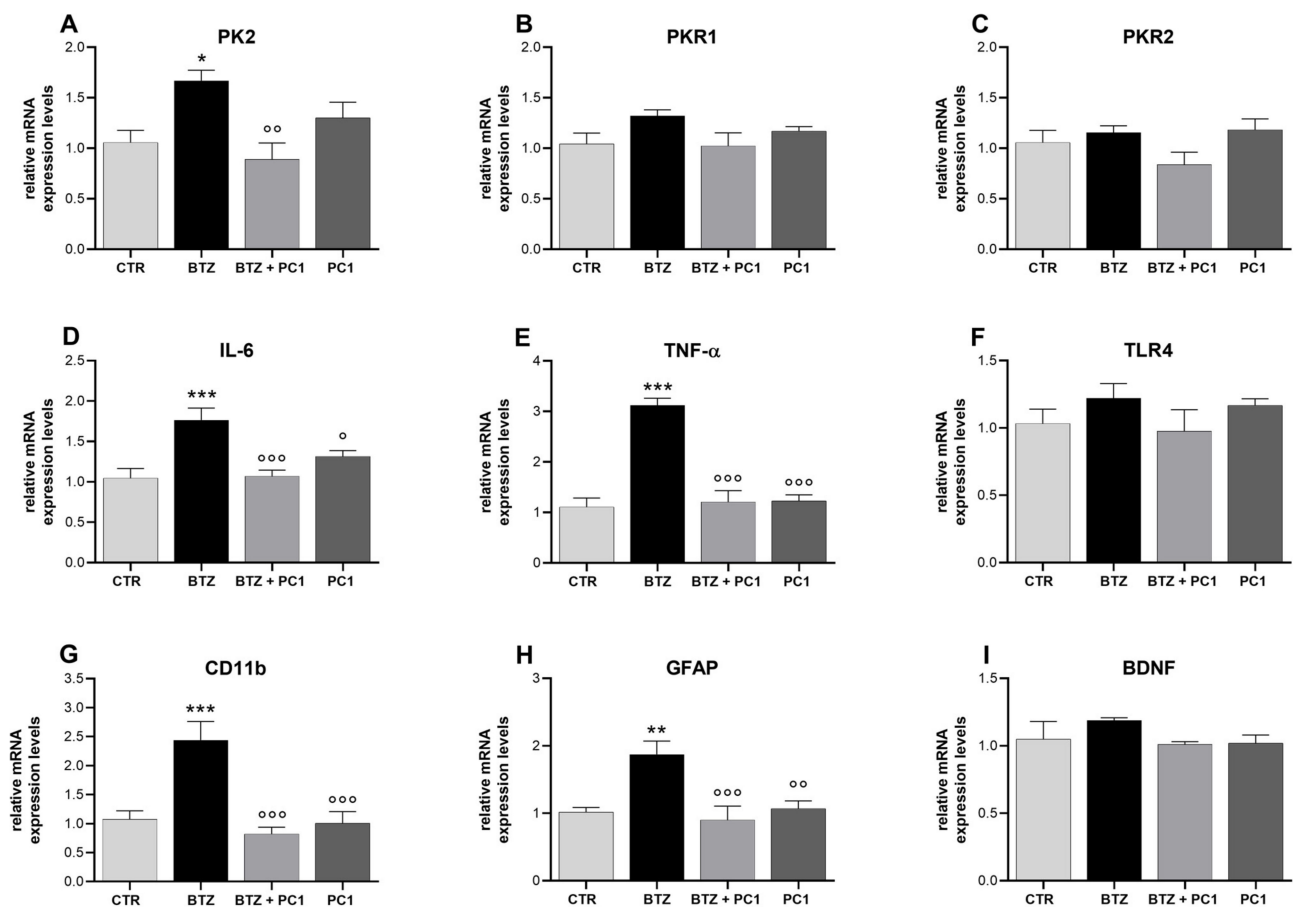 A
PK2
relative mRNA
expression levels
2.0
1.5
1.0
0.5
0.0
*
°°
CTR BTZ BTZ + PC1 PC1
B
PKR1
relative mRNA
expression levels
2.0
1.5
1.0
0.5
0.0
CTR BTZ BTZ + PC1 PC1
C
PKR2
relative mRNA
expression levels
2.0
1.5
1.0
0.5
0.0
CTR BTZ BTZ + PC1 PC1
D
IL-6
relative mRNA
expression levels
2.5
2.0
1.5
1.0
0.5
0.0
***
°°°
°
CTR BTZ BTZ + PC1 PC1
E
TNF-α
relative mRNA
expression levels
4
3
2
1
0
***
°°°
°°°
CTR BTZ BTZ + PC1 PC1
F
TLR4
relative mRNA
expression levels
1.5
1.0
0.5
0.0
CTR BTZ BTZ + PC1 PC1
G
CD11b
relative mRNA
expression levels
3.5
3.0
2.5
2.0
1.5
1.0
0.5
0.0
***
°°°
°°°
CTR BTZ BTZ + PC1 PC1
H
GFAP
relative mRNA
expression levels
3
2
1
0
**
°°°
°°
CTR BTZ BTZ + PC1 PC1
I
BDNF
relative mRNA
expression levels
1.5
1.0
0.5
0.0
CTR BTZ BTZ + PC1 PC1